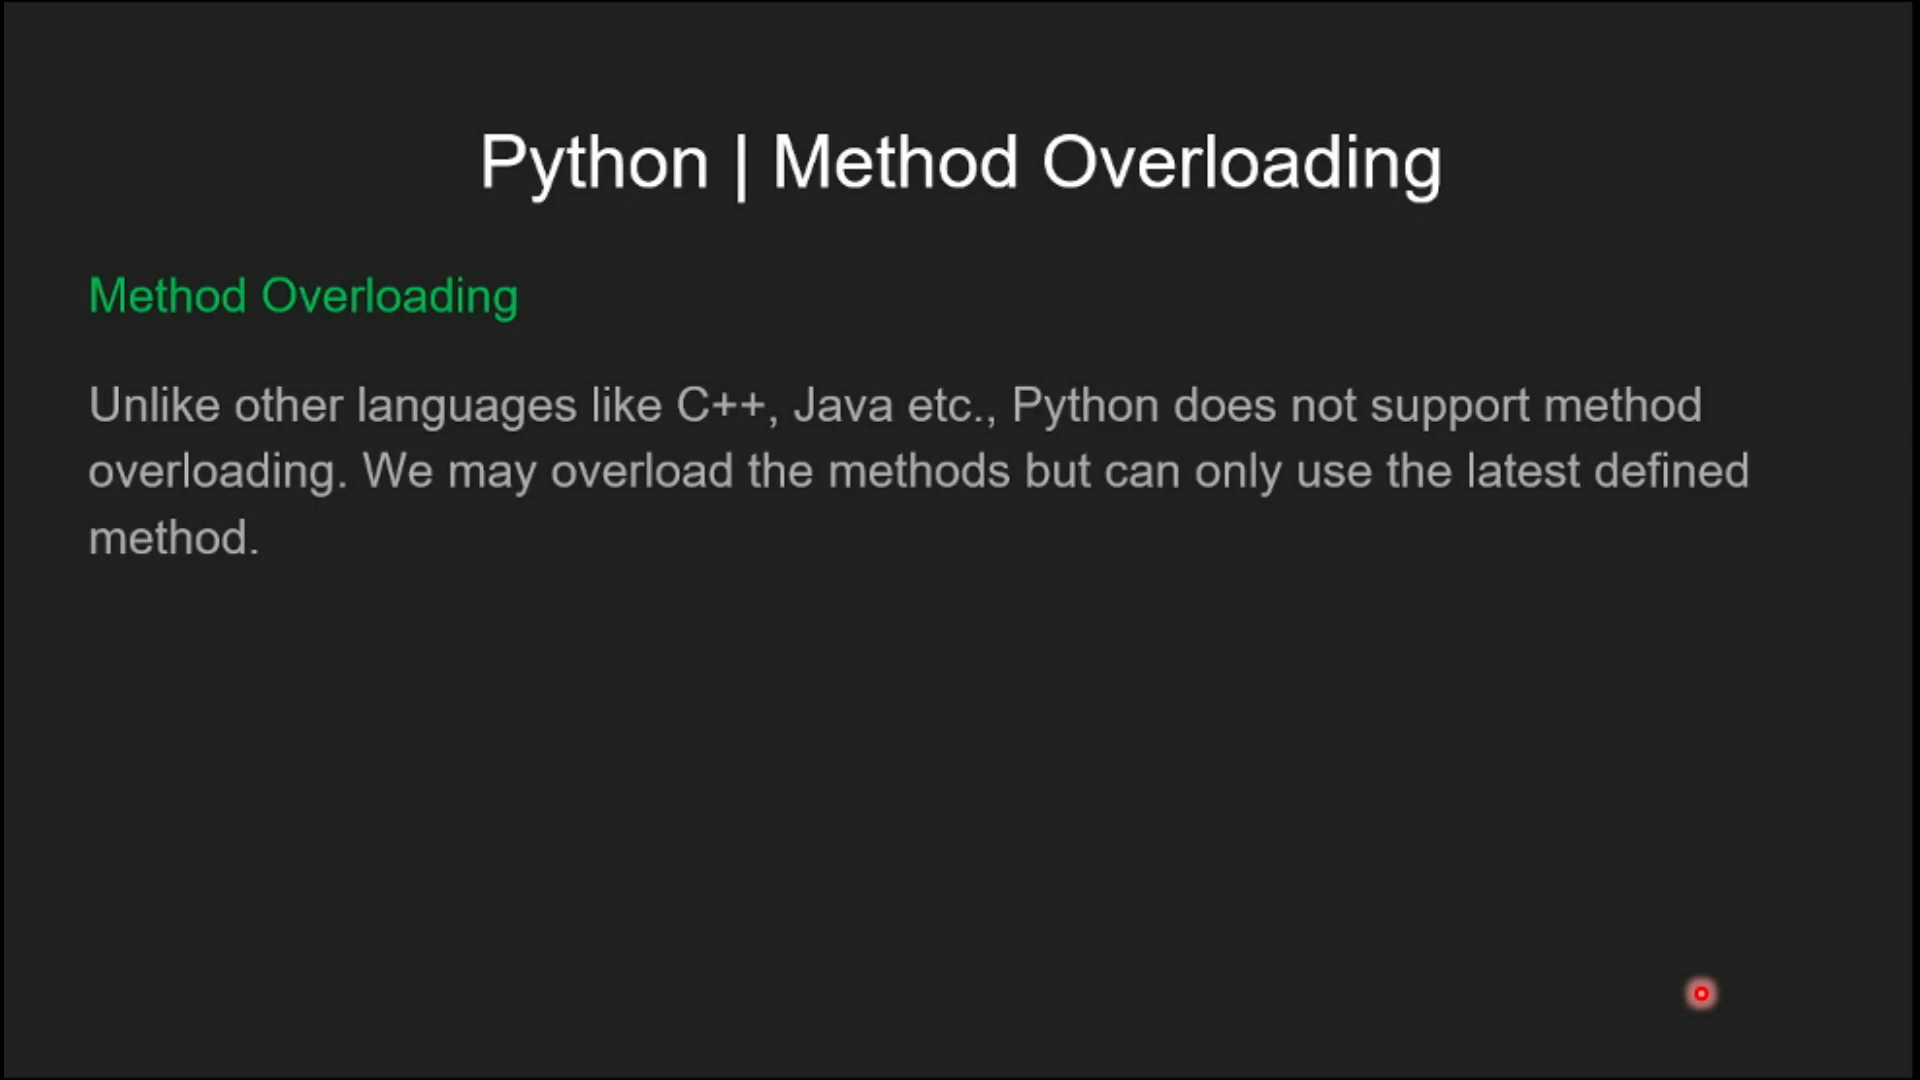 Python | Method Overloading
Method Overloading
Unlike other languages like C++, Java etc., Python does not support method
overloading. We may overload the methods but can only use the latest defined
method.